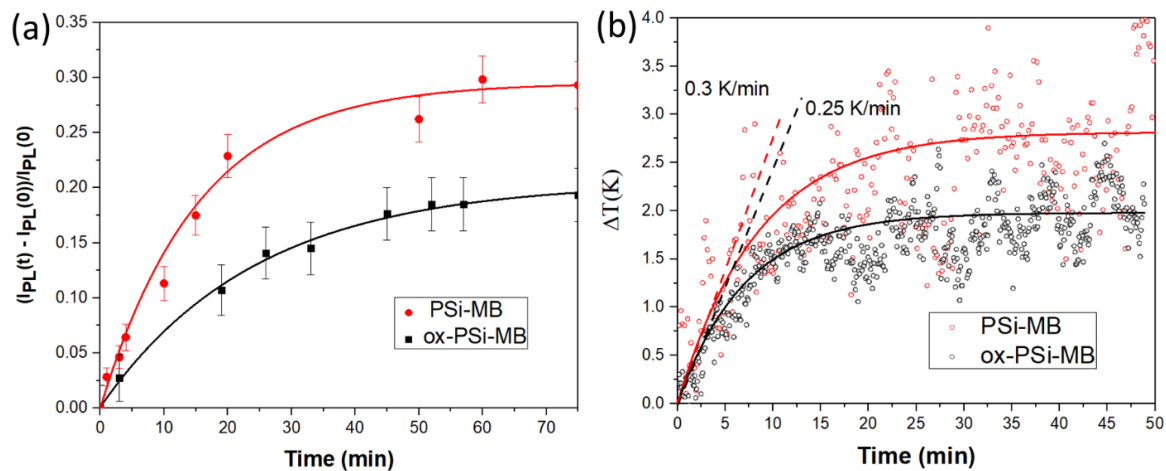 (a)
(I_PL(t) - I_PL(0))/I_PL(0)
0.35
0.30
0.25
0.20
0.15
0.10
0.05
0.00
PSi-MB
ox-PSi-MB
0 10 20 30 40 50 60 70
Time (min)
(b)
ΔT(K)
4.0
3.5
3.0
2.5
2.0
1.5
1.0
0.5
0.0
0.3 K/min
0.25 K/min
PSi-MB
ox-PSi-MB
0 5 10 15 20 25 30 35 40 45 50
Time (min)